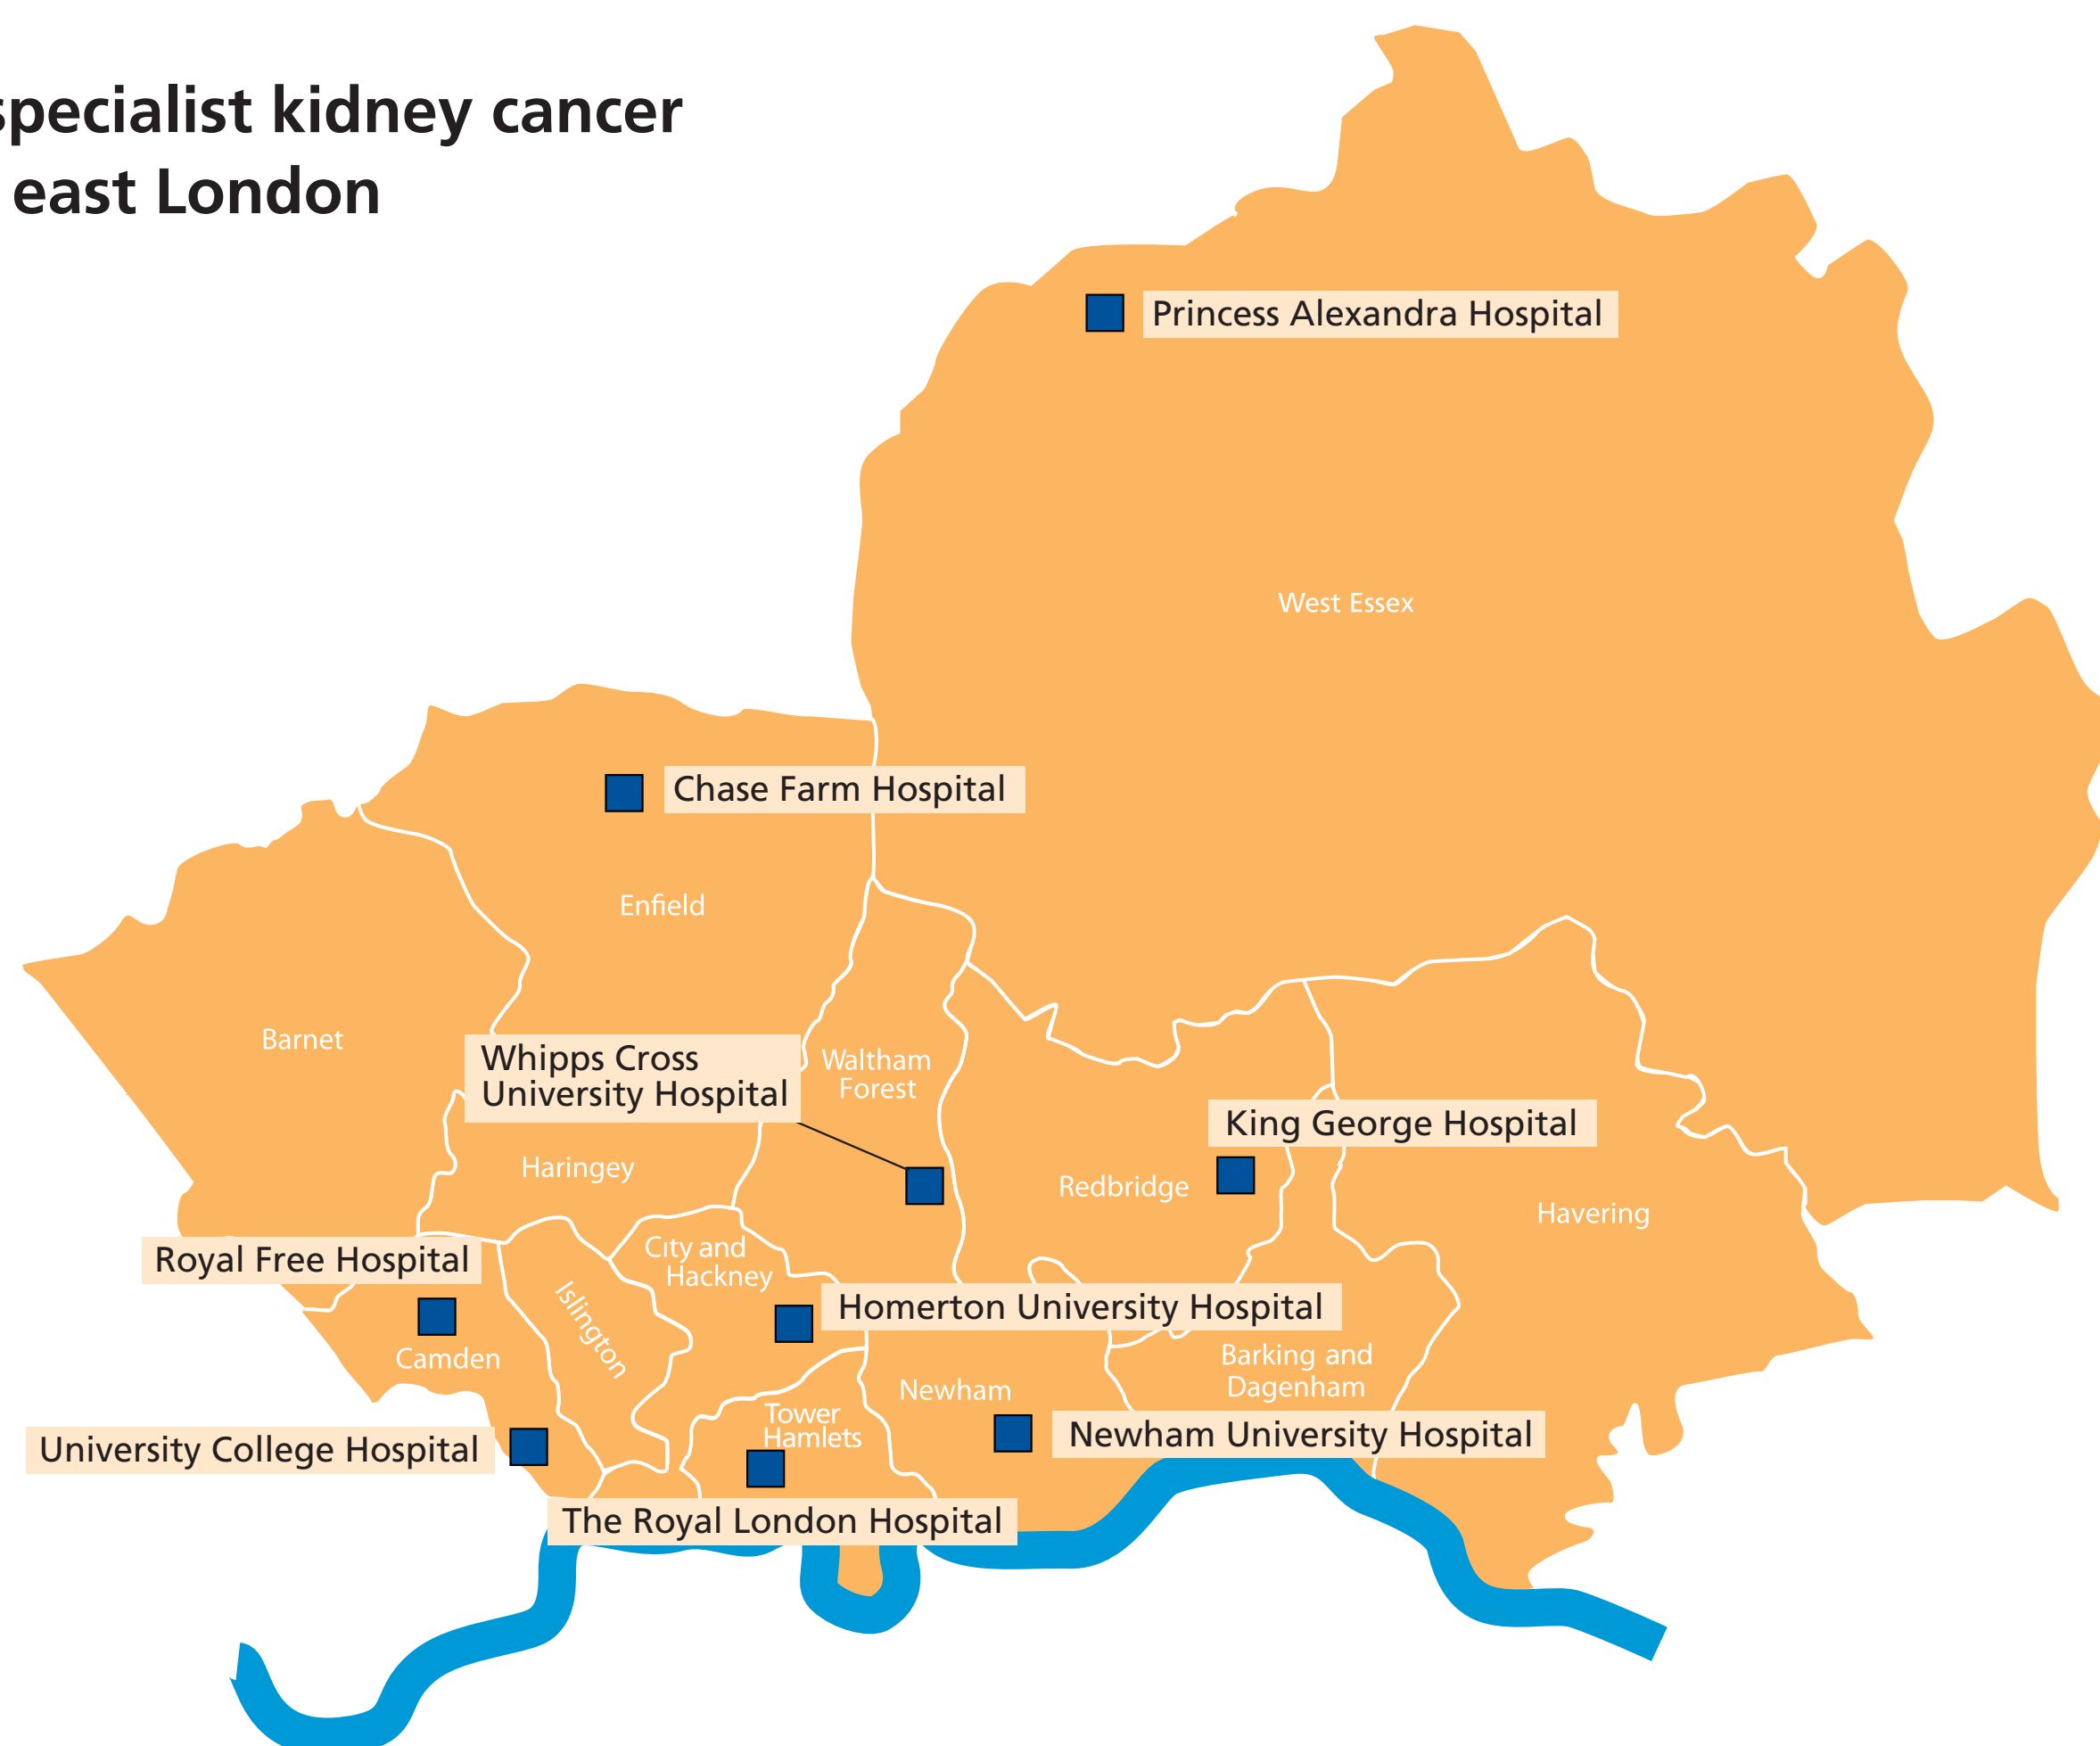 specialist kidney cancer
east London
Princess Alexandra Hospital
West Essex
Chase Farm Hospital
Enfield
Barnet
Whipps Cross
University Hospital
Waltham
Forest
King George Hospital
Haringey
Redbridge
Havering
Royal Free Hospital
City and
Hackney
Islington
Homerton University Hospital
Camden
Barking and
Dagenham
Newham
Tower
Hamlets
University College Hospital
Newham University Hospital
The Royal London Hospital